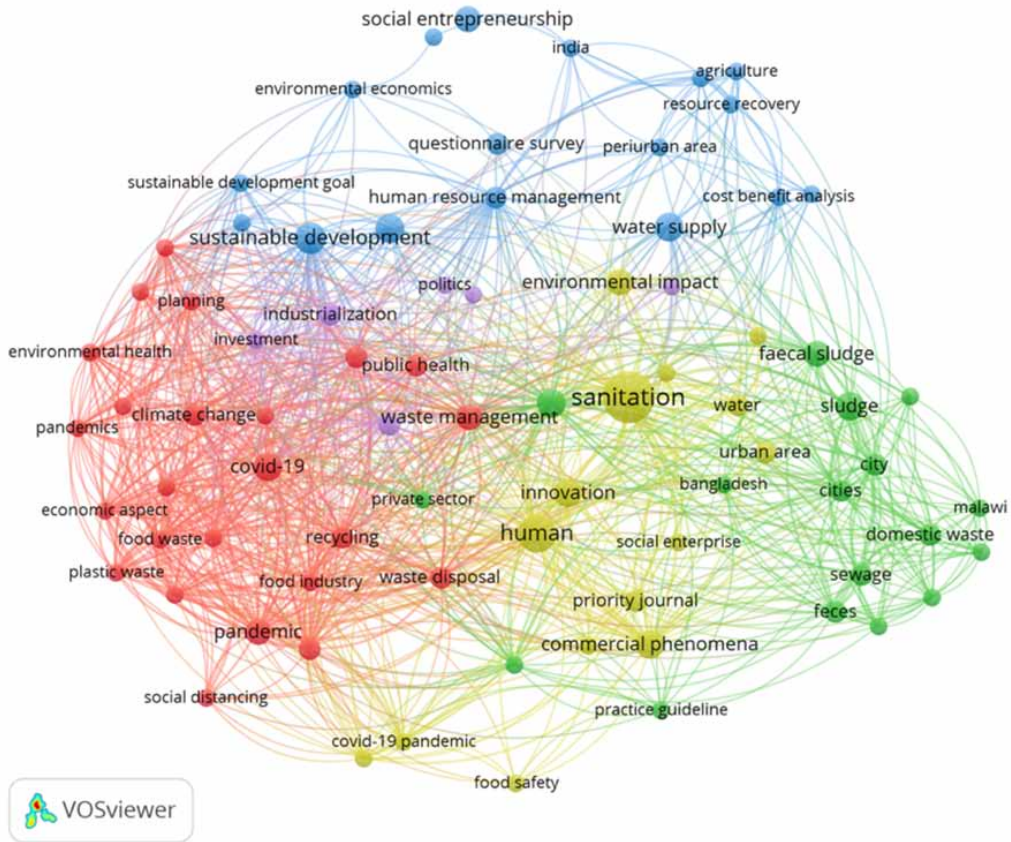 social entrepreneurship
india
agriculture
environmental economics
resource recovery
questionnaire survey
periurban area
sustainable development goal
human resource management
cost benefit analysis
sustainable development
water supply
politics
environmental impact
planning
industrialization
investment
environmental health
public health
faecal sludge
sanitation
climate change
waste management
water
sludge
pandemics
urban area
covid-19
city
private sector
innovation
bangladesh
cities
economic aspect
malawi
food waste
recycling
human
social enterprise
domestic waste
plastic waste
food industry
waste disposal
sewage
priority journal
feces
pandemic
commercial phenomena
social distancing
practice guideline
covid-19 pandemic
food safety
VOSviewer